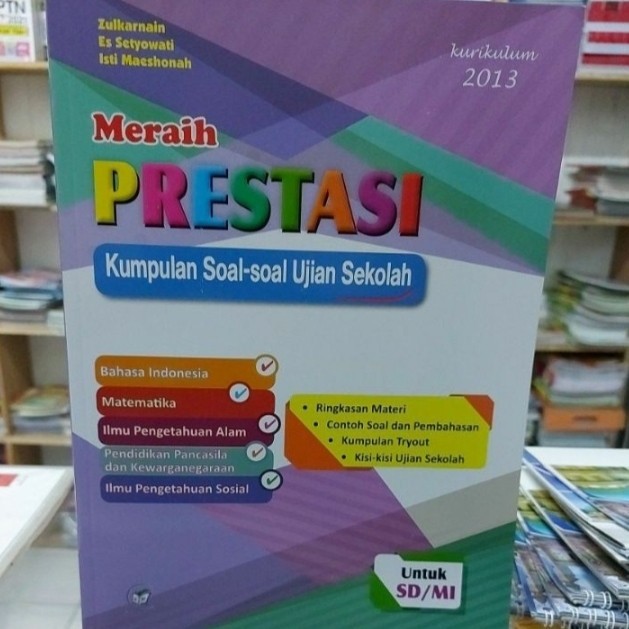 Zulkarnain
Es Setyowati
Isti Maeshonah
kurikulum
2013
Meraih
PRESTASI
Kumpulan Soal-soal Ujian Sekolah
Bahasa Indonesia
Matematika
Ilmu Pengetahuan Alam
Pendidikan Pancasila
dan Kewarganegaraan
Ilmu Pengetahuan Sosial
• Ringkasan Materi
• Contoh Soal dan Pembahasan
• Kumpulan Tryout
• Kisi-kisi Ujian Sekolah
Untuk
SD/MI